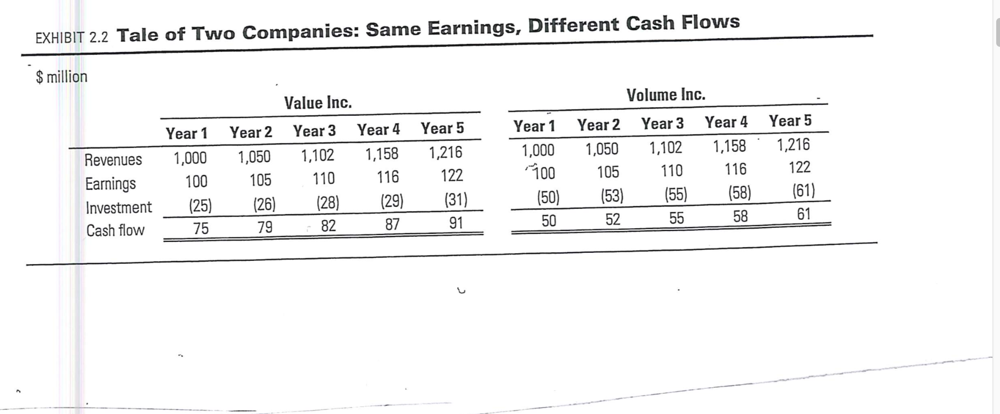 EXHIBIT 2.2 Tale of Two Companies: Same Earnings, Different Cash Flows
$ million
Value Inc. Volume Inc.
Year 1 Year 2 Year 3 Year 4 Year 5 Year 1 Year 2 Year 3 Year 4 Year 5
Revenues 1,000 1,050 1,102 1,158 1,216 1,000 1,050 1,102 1,158 1,216
Earnings 100 105 110 116 122 100 105 110 116 122
Investment (25) (26) (28) (29) (31) (50) (53) (55) (58) (61)
Cash flow 75 79 82 87 91 50 52 55 58 61